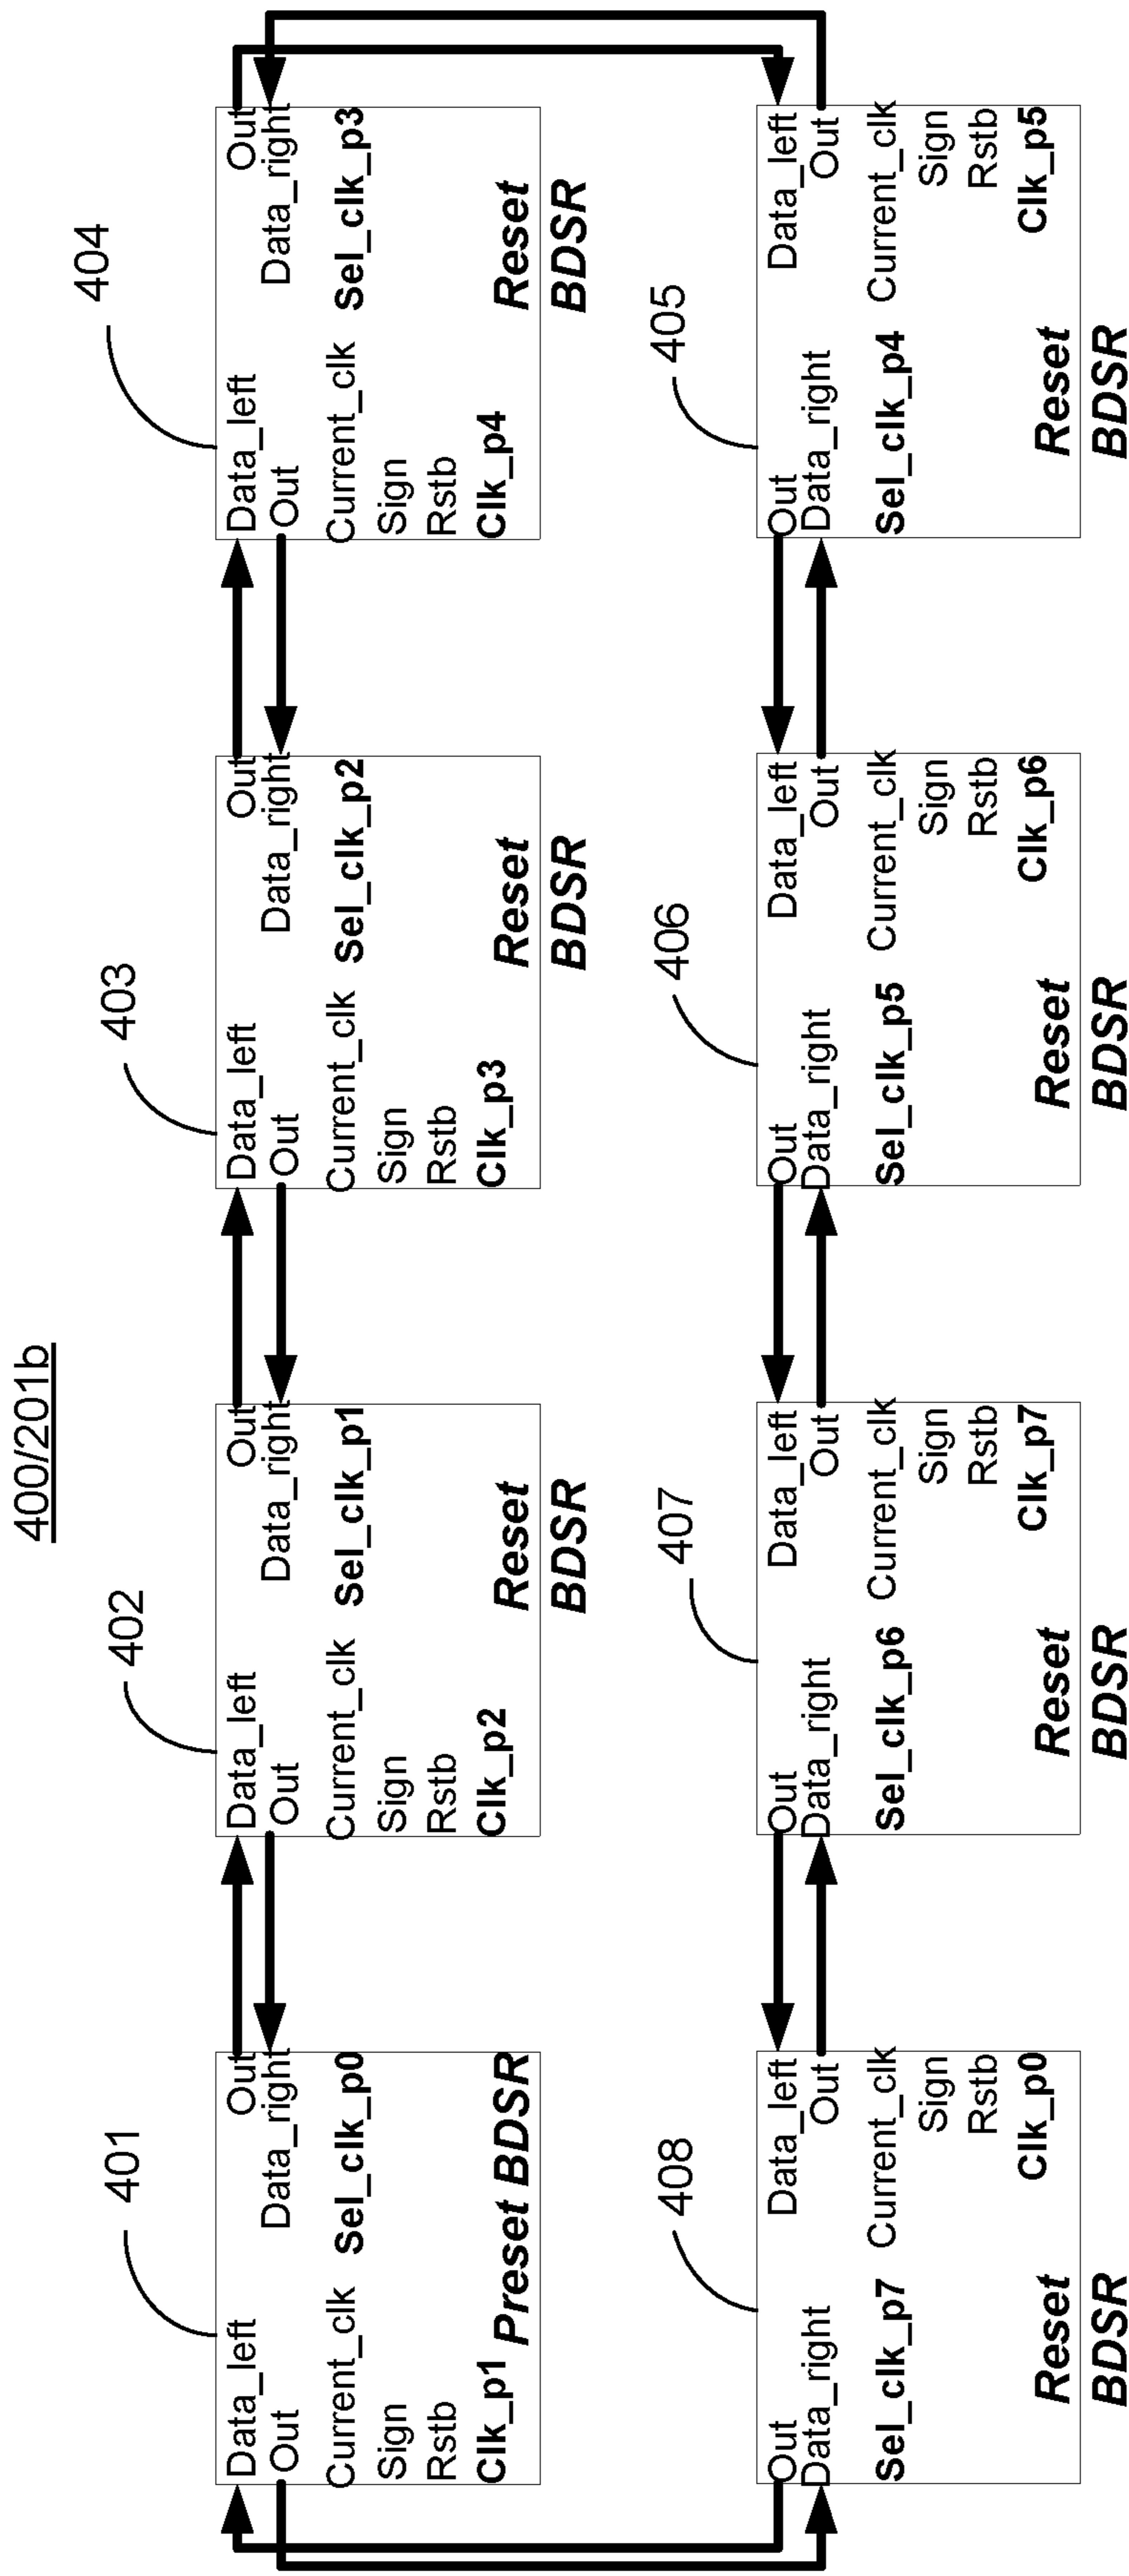 400/201b
401
Data_left
Out
Out
Data_right
Current_clk
Sel_clk_p0
Sign
Rstb
Clk_p1
Preset BDSR
402
Data_left
Out
Out
Data_right
Current_clk
Sel_clk_p1
Sign
Rstb
Clk_p2
Reset
BDSR
403
Data_left
Out
Out
Data_right
Current_clk
Sel_clk_p2
Sign
Rstb
Clk_p3
Reset
BDSR
404
Data_left
Out
Out
Data_right
Current_clk
Sel_clk_p3
Sign
Rstb
Clk_p4
Reset
BDSR
408
Out
Data_left
Data_right
Out
Sel_clk_p7
Current_clk
Sign
Rstb
Clk_p0
Reset
BDSR
407
Out
Data_left
Data_right
Out
Sel_clk_p6
Current_clk
Sign
Rstb
Clk_p7
Reset
BDSR
406
Out
Data_left
Data_right
Out
Sel_clk_p5
Current_clk
Sign
Rstb
Clk_p6
Reset
BDSR
405
Out
Data_left
Data_right
Out
Sel_clk_p4
Current_clk
Sign
Rstb
Clk_p5
Reset
BDSR